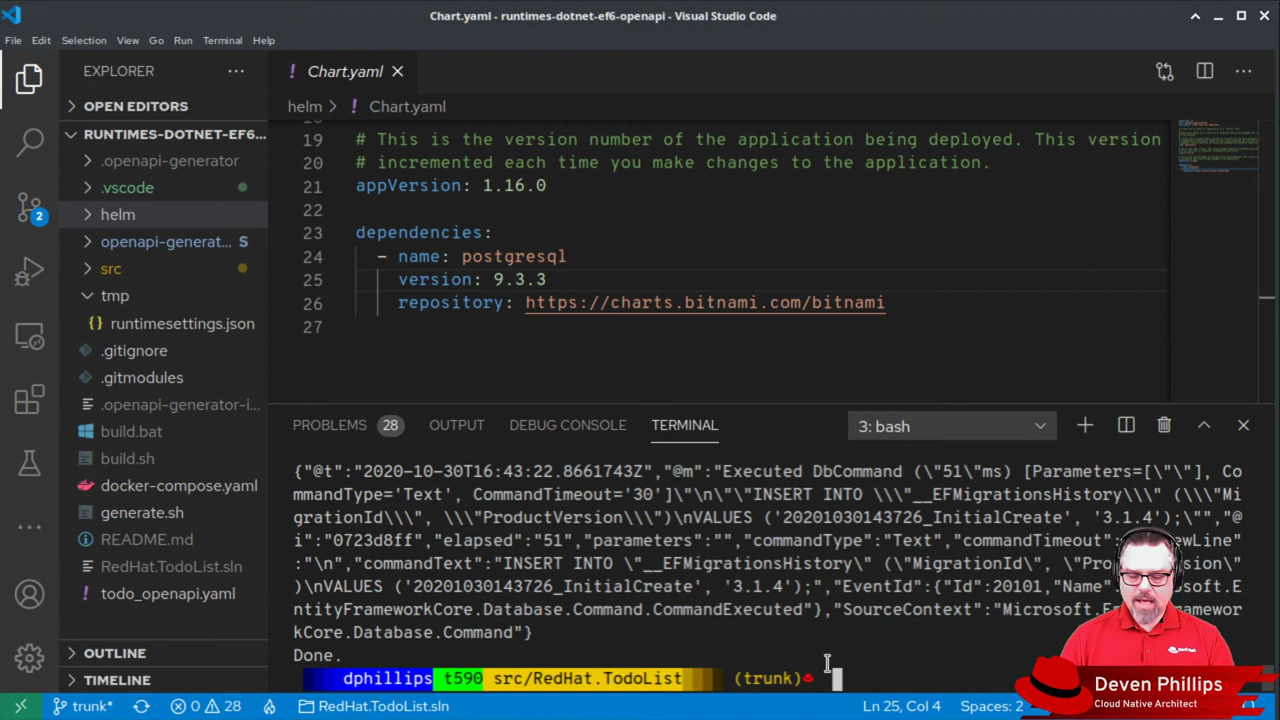 Chart.yaml - runtimes-dotnet-ef6-openapi - Visual Studio Code
File Edit Selection View Go Run Terminal Help
EXPLORER
Chart.yaml
OPEN EDITORS
helm > Chart.yaml
RUNTIMES-DOTNET-EF6...
.openapi-generator
.vscode
helm
openapi-generat... S
src
tmp
runtimesettings.json
.gitignore
.gitmodules
.openapi-generator-i...
build.bat
build.sh
docker-compose.yaml
generate.sh
README.md
RedHat.TodoList.sln
todo_openapi.yaml
OUTLINE
TIMELINE
2
19 # This is the version number of the application being deployed. This version
20 # incremented each time you make changes to the application.
21 appVersion: 1.16.0
22
23 dependencies:
24 - name: postgresql
25 version: 9.3.3
26 repository: https://charts.bitnami.com/bitnami
27
PROBLEMS 28 OUTPUT DEBUG CONSOLE TERMINAL 3: bash
{"@t":"2020-10-30T16:43:22.8661743Z","@m":"Executed DbCommand (\"51\"ms) [Parameters=[\"\"], Co
mmandType='Text', CommandTimeout='30']\"\n\"\"INSERT INTO \\\"__EFMigrationsHistory\\\" (\\\"Mi
grationId\\\", \\\"ProductVersion\\\")\nVALUES ('20201030143726_InitialCreate', '3.1.4');\"","@
i":"0723d8ff","elapsed":"51","parameters":"","commandType":"Text","commandTimeout": ewLine"
:"\n","commandText":"INSERT INTO \"__EFMigrationsHistory\" (\"MigrationId\", \"P
)\nVALUES ('20201030143726_InitialCreate', '3.1.4');","EventId":{"Id":20101,"Name" rosoft.E
ntityFrameworkCore.Database.Command.CommandExecuted"},"SourceContext":"Microsoft.E amewor
kCore.Database.Command"}
Done.
dphillips t590 src/RedHat.TodoList (trunk)
Deven Phillips
Cloud Native Architect
trunk* 0 28 RedHat.TodoList.sln Ln 25, Col 4 Spaces: 2